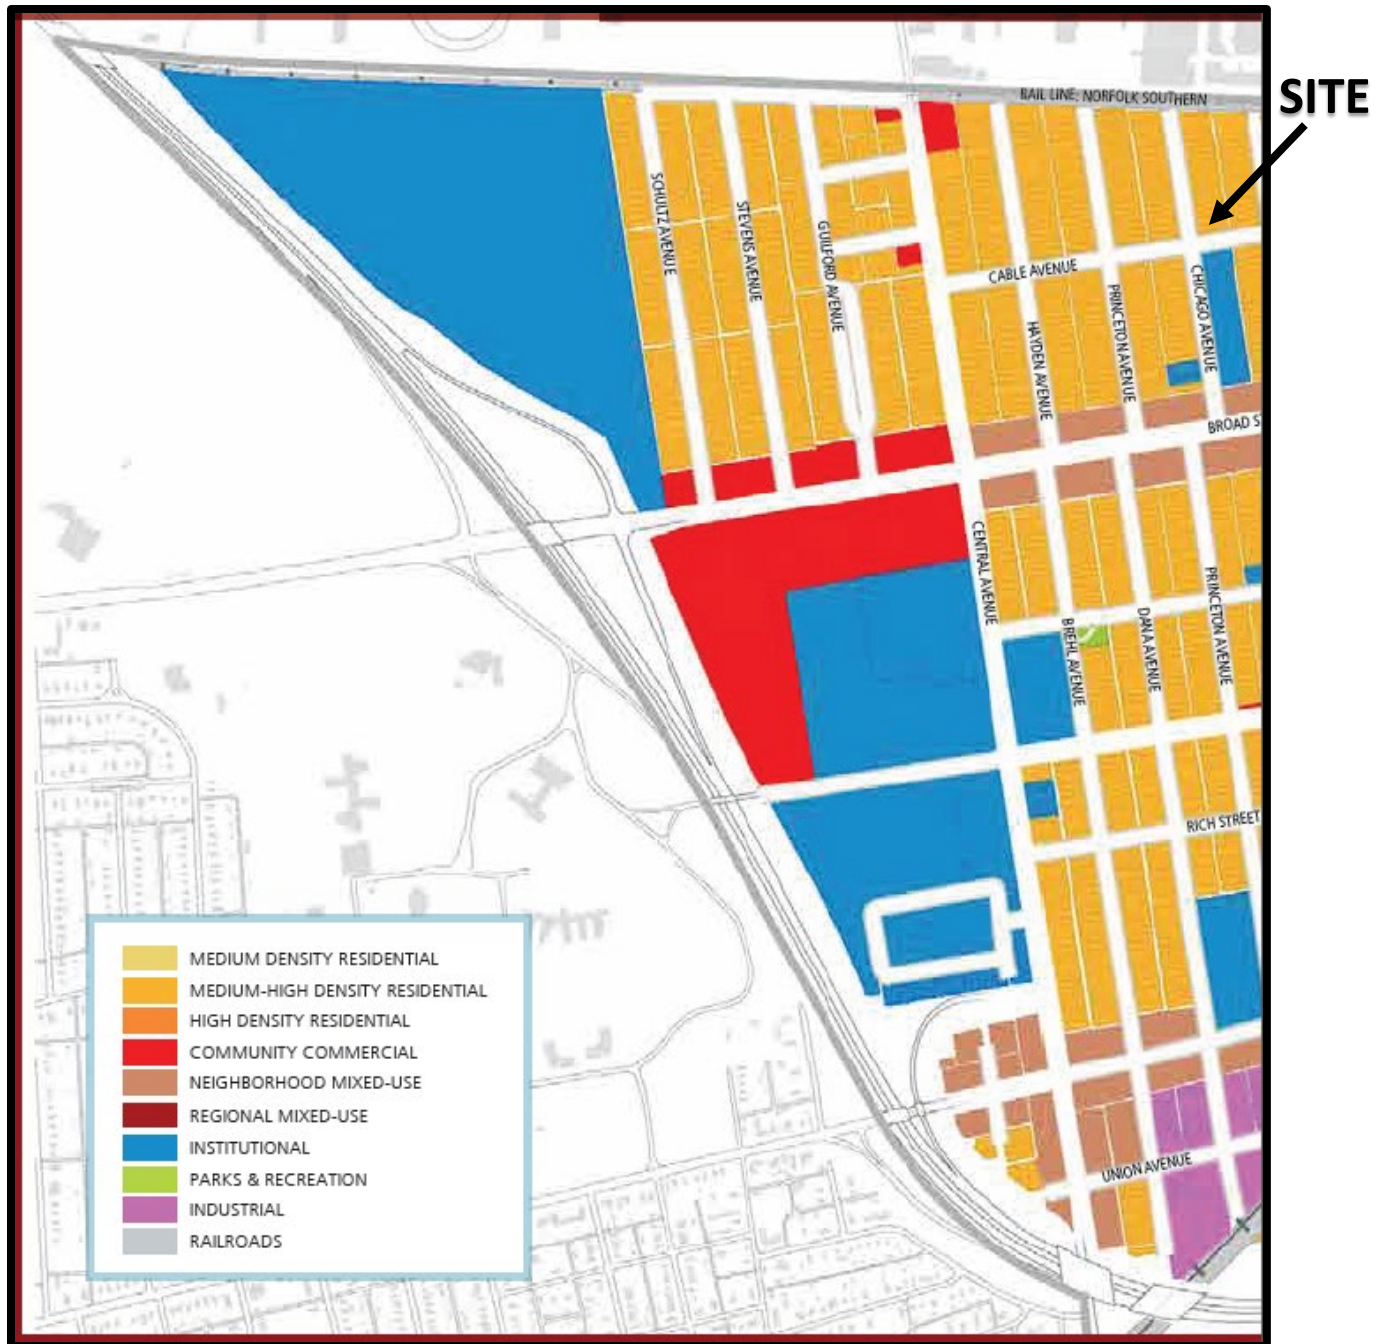 SITE
RAIL LINE; NORFOLK SOUTHERN
SCHULTZ AVENUE
STEVENS AVENUE
GUILFORD AVENUE
CABLE AVENUE
CHICAGO AVENUE
PRINCETON AVENUE
HAYDEN AVENUE
BROAD S
CENTRAL AVENUE
PRINCETON AVENUE
BREHL AVENUE
DANA AVENUE
RICH STREET
UNION AVENUE
MEDIUM DENSITY RESIDENTIAL
MEDIUM-HIGH DENSITY RESIDENTIAL
HIGH DENSITY RESIDENTIAL
COMMUNITY COMMERCIAL
NEIGHBORHOOD MIXED-USE
REGIONAL MIXED-USE
INSTITUTIONAL
PARKS & RECREATION
INDUSTRIAL
RAILROADS